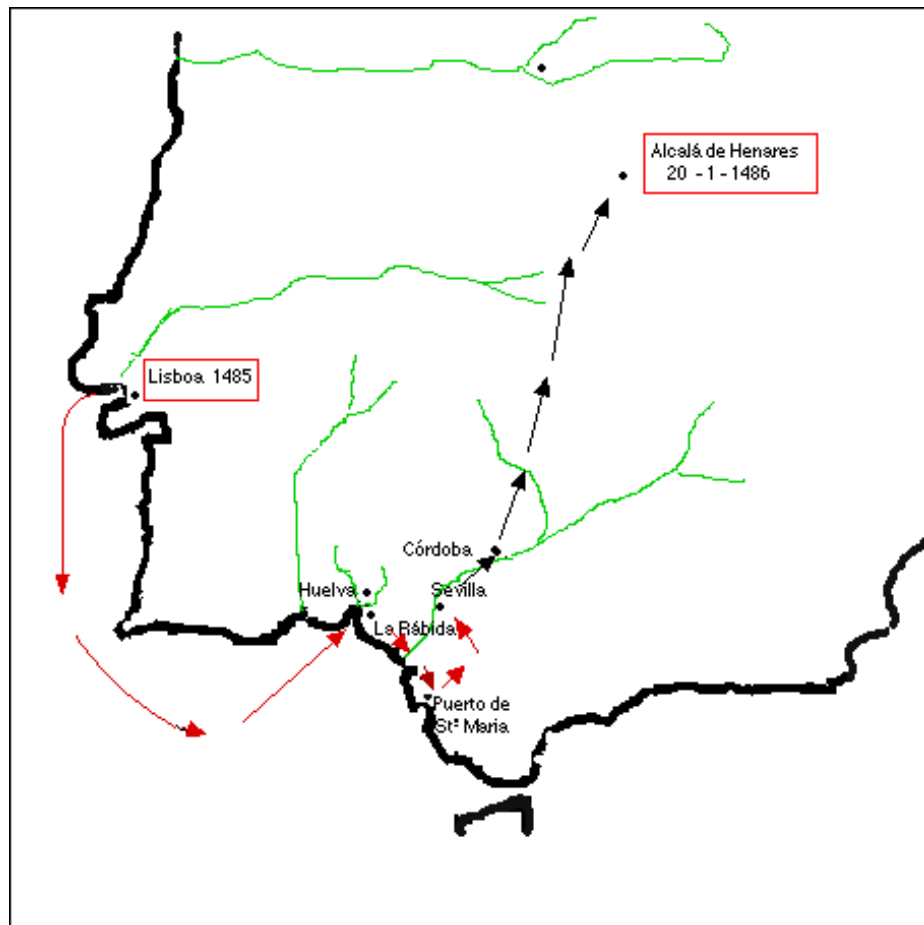 Alcalá de Henares
20 - 1 - 1486
Lisboa 1485
Córdoba
Huelva
Sevilla
La Rábida
Puerto de
Stª Maria